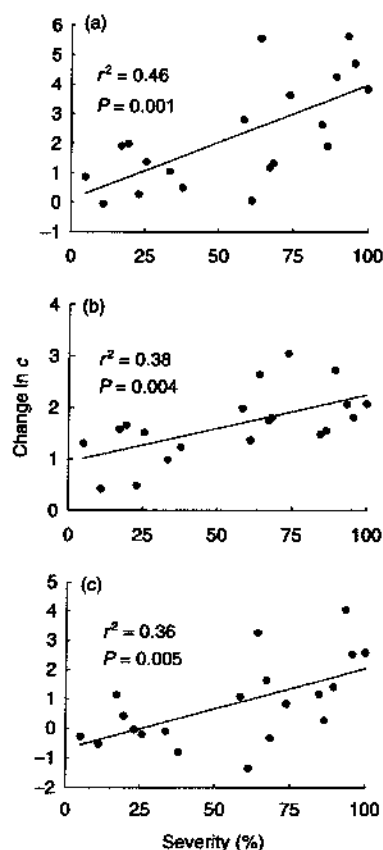 (a)
r² = 0.46
P = 0.001
6
5
4
3
2
1
0
−1
0 25 50 75 100
(b)
r² = 0.38
P = 0.004
4
3
2
1
0
0 25 50 75 100
Change In c
(c)
r² = 0.36
P = 0.005
5
4
3
2
1
0
−1
−2
0 25 50 75 100
Severity (%)